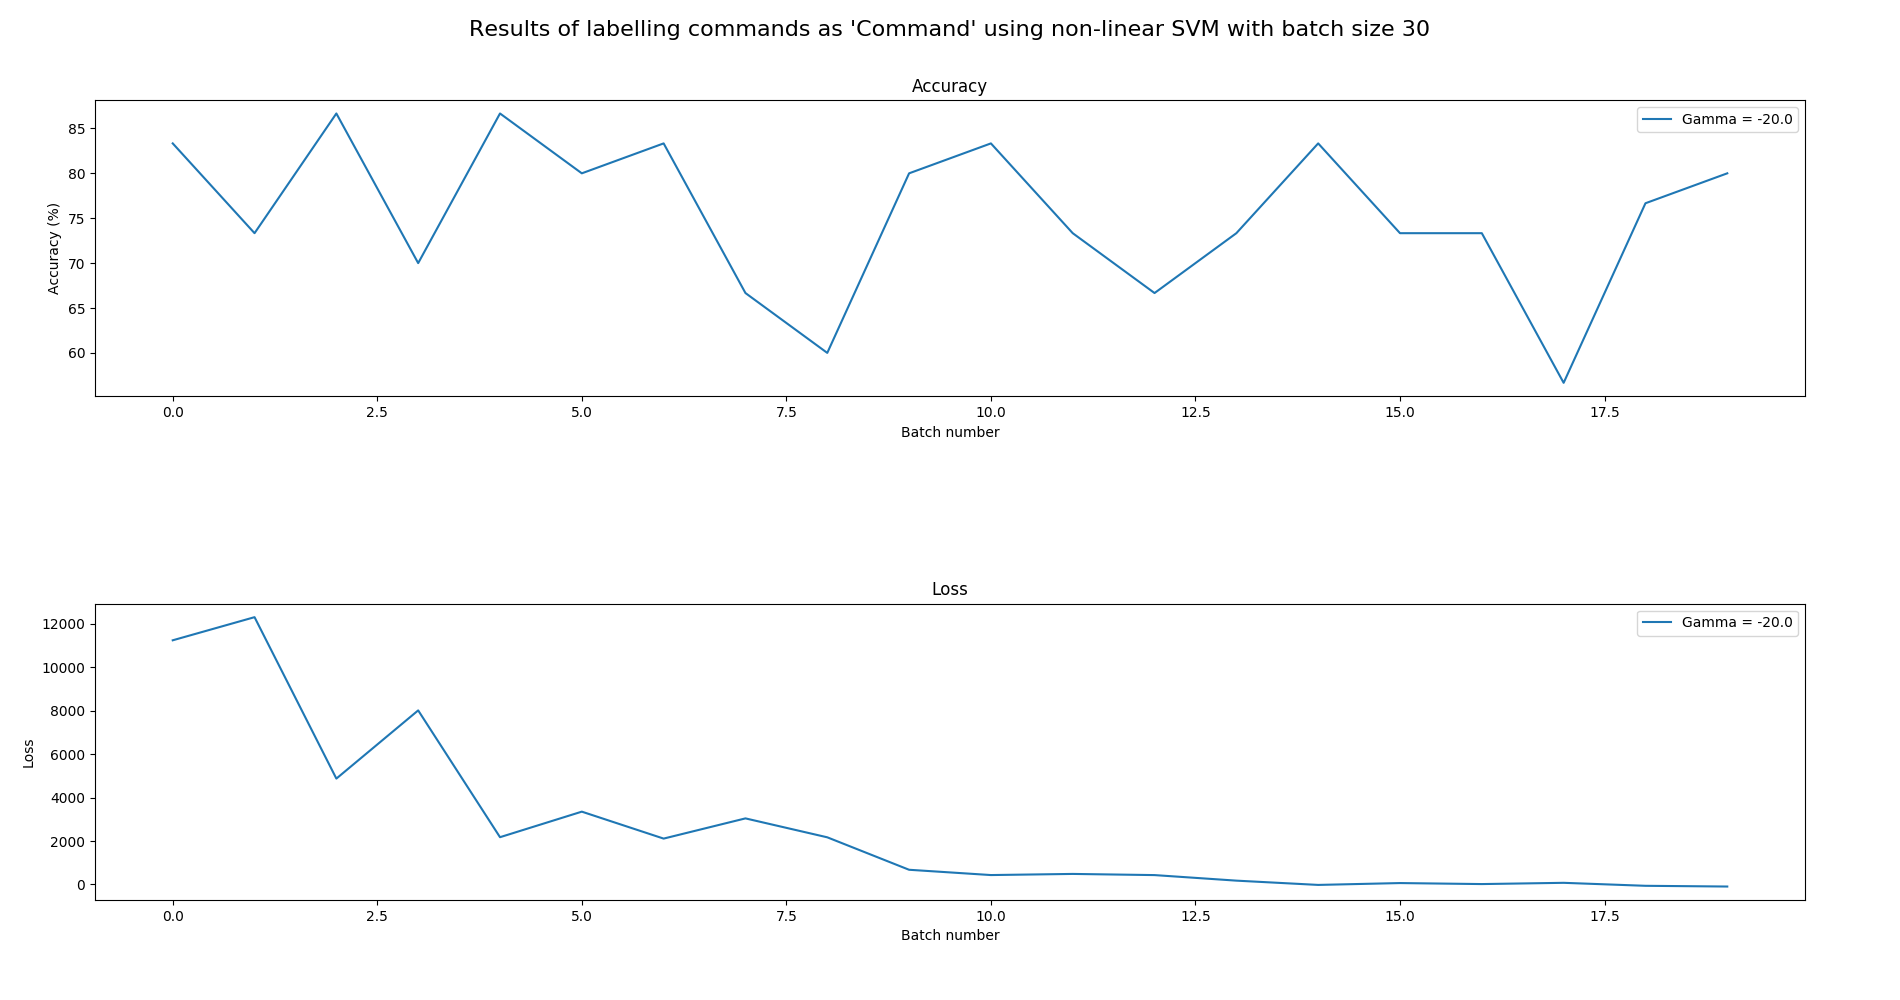 Results of labelling commands as 'Command' using non-linear SVM with batch size 30
Accuracy
Gamma = -20.0
85
80
75
70
65
60
Accuracy (%)
0.0 2.5 5.0 7.5 10.0 12.5 15.0 17.5
Batch number
Loss
Gamma = -20.0
12000
10000
8000
6000
4000
2000
0
Loss
0.0 2.5 5.0 7.5 10.0 12.5 15.0 17.5
Batch number